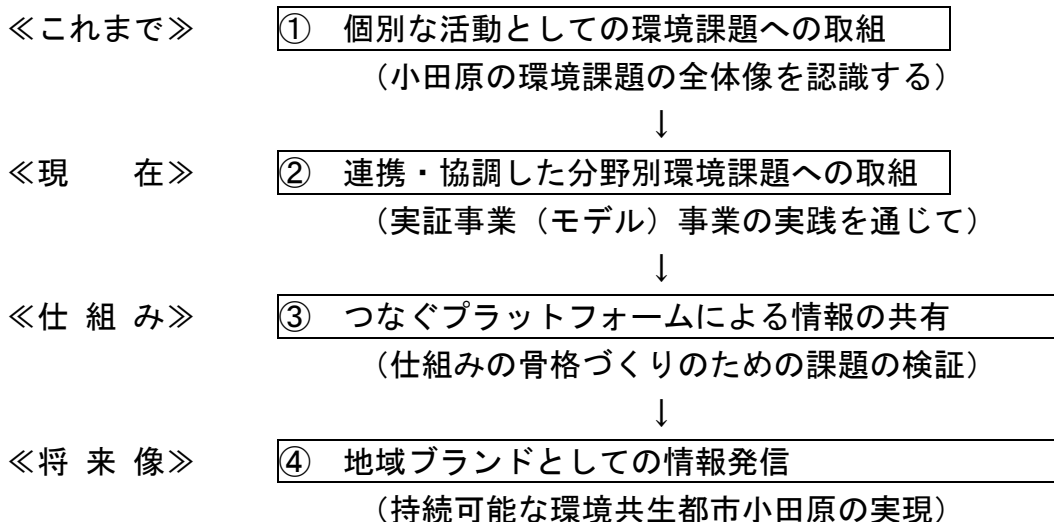 ≪これまで≫ ① 個別な活動としての環境課題への取組
（小田原の環境課題の全体像を認識する）
↓
≪現 在≫ ② 連携・協調した分野別環境課題への取組
（実証事業（モデル）事業の実践を通じて）
↓
≪仕 組 み≫ ③ つなぐプラットフォームによる情報の共有
（仕組みの骨格づくりのための課題の検証）
↓
≪将 来 像≫ ④ 地域ブランドとしての情報発信
（持続可能な環境共生都市小田原の実現）